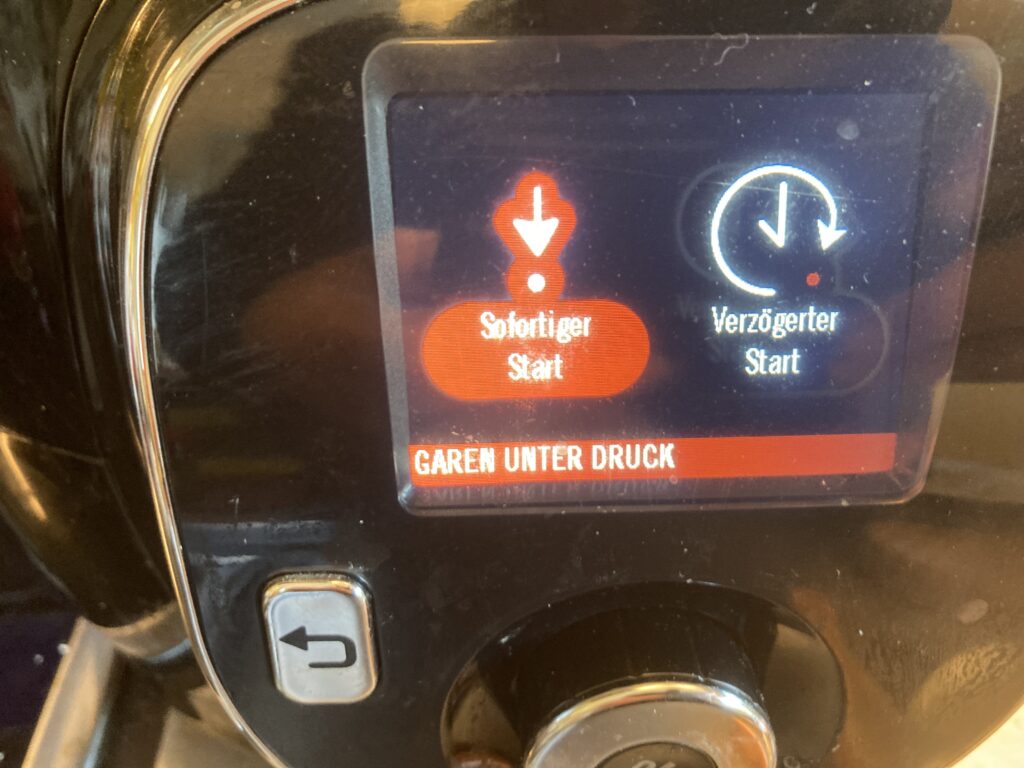 Sofortiger
Start
Verzögerter
Start
GAREN UNTER DRUCK